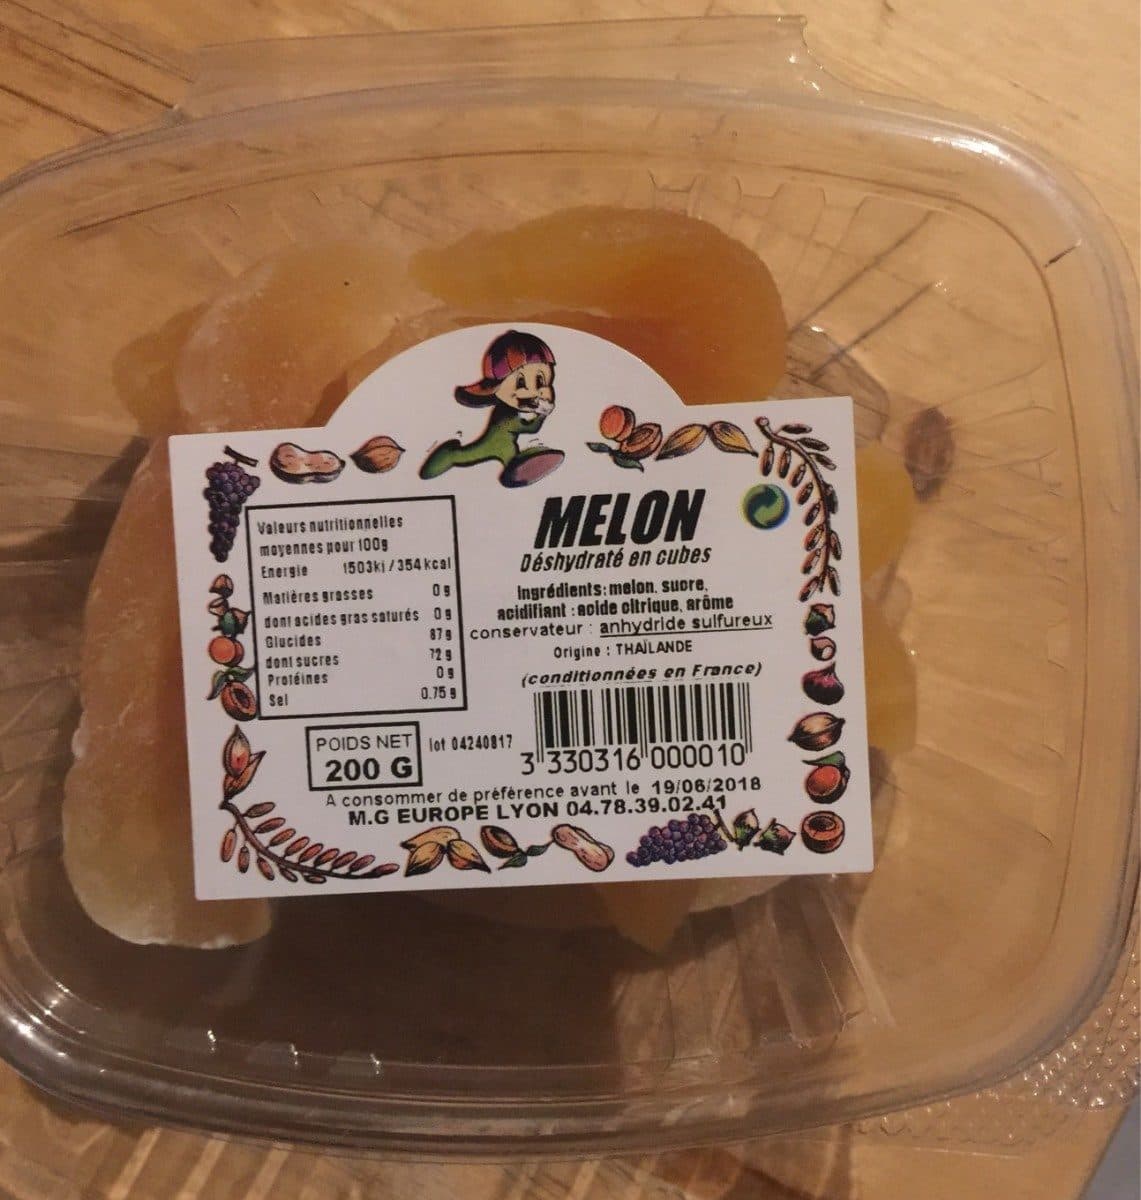 MELON
Déshydraté en cubes
Ingrédients: melon, sucre,
acidifiant : acide citrique, arôme
conservateur : anhydride sulfureux
Origine : THAÏLANDE
(conditionnées en France)
Valeurs nutritionnelles
moyennes pour 100g
Energie 1503kj / 354 kcal
Matières grasses 0 g
dont acides gras saturés 0 g
Glucides 87 g
dont sucres 72 g
Protéines 0 g
Sel 0.75 g
POIDS NET
200 G
lot 04240817
3 330316 000010
A consommer de préférence avant le 19/06/2018
M.G EUROPE LYON 04.78.39.02.41